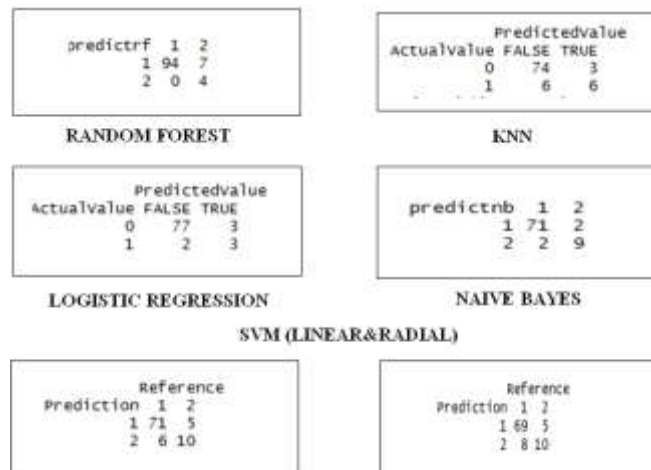 predictrf 1 2
1 94 7
2 0 4
RANDOM FOREST
PredictedValue
ActualValue FALSE TRUE
0 74 3
1 6 6
KNN
PredictedValue
ActualValue FALSE TRUE
0 77 3
1 2 3
LOGISTIC REGRESSION
predictnb 1 2
1 71 2
2 2 9
NAIVE BAYES
SVM (LINEAR&RADIAL)
Reference
Prediction 1 2
1 71 5
2 6 10
Reference
Prediction 1 2
1 69 5
2 8 10